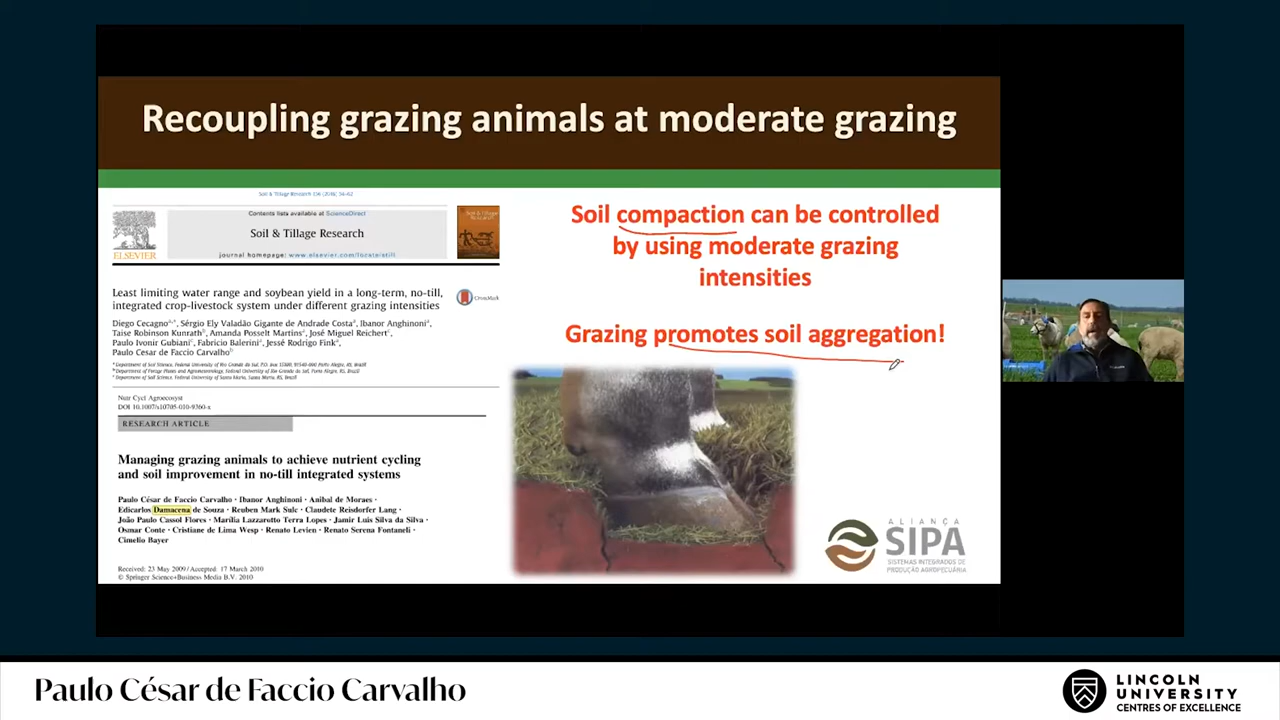 Recoupling grazing animals at moderate grazing
Soil & Tillage Research 156 (2016) 54–62
Contents lists available at ScienceDirect
Soil & Tillage Research
journal homepage: www.elsevier.com/locate/still
ELSEVIER
CrossMark
Least limiting water range and soybean yield in a long-term, no-till,
integrated crop-livestock system under different grazing intensities
Diego Cecagno, Sérgio Ely Valadão Gigante de Andrade Costa, Ibanor Anghinoni,
Taise Robinson Kunrath, Amanda Posselt Martins, José Miguel Reichert,
Paulo Ivonir Gubiani, Fabricio Balerini, Jessé Rodrigo Fink,
Paulo Cesar de Faccio Carvalho
Nutr Cycl Agroecosyst
DOI 10.1007/s10705-010-9360-x
RESEARCH ARTICLE
Managing grazing animals to achieve nutrient cycling
and soil improvement in no-till integrated systems
Paulo César de Faccio Carvalho · Ibanor Anghinoni · Anibal de Moraes ·
Edicarlos Damacena de Souza · Reuben Mark Sulc · Claudete Reisdorfer Lang ·
João Paulo Cassol Flores · Marília Lazzarotto Terra Lopes · Jamir Luis Silva da Silva ·
Osmar Conte · Cristiane de Lima Wesp · Renato Levien · Renato Serena Fontaneli ·
Cimelio Bayer
Received: 23 May 2009 / Accepted: 17 March 2010
© Springer Science+Business Media B.V. 2010
Soil compaction can be controlled
by using moderate grazing
intensities
Grazing promotes soil aggregation!
ALIANÇA
SIPA
SISTEMAS INTEGRADOS DE
PRODUÇÃO AGROPECUÁRIA
Paulo César de Faccio Carvalho
LINCOLN
UNIVERSITY
CENTRES OF EXCELLENCE